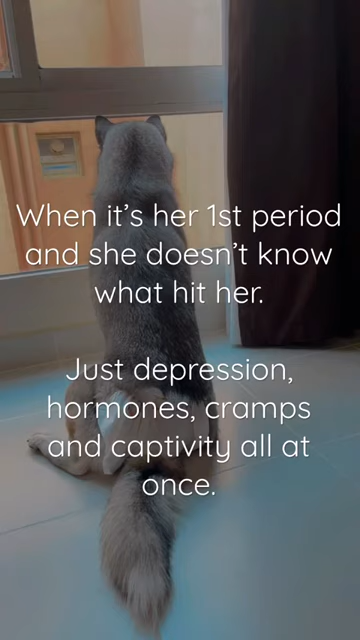 When it's her 1st period
and she doesn't know
what hit her.
Just depression,
hormones, cramps
and captivity all at
once.